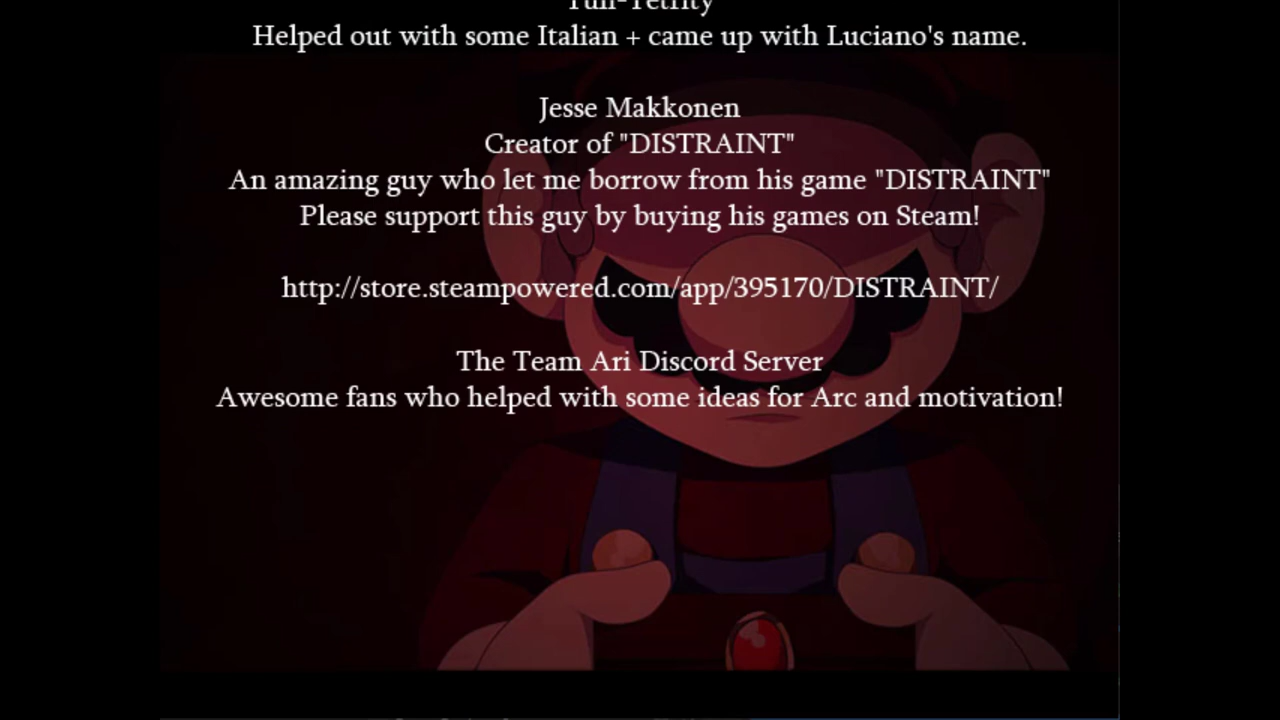 Helped out with some Italian + came up with Luciano's name.
Jesse Makkonen
Creator of "DISTRAINT"
An amazing guy who let me borrow from his game "DISTRAINT"
Please support this guy by buying his games on Steam!
http://store.steampowered.com/app/395170/DISTRAINT/
The Team Ari Discord Server
Awesome fans who helped with some ideas for Arc and motivation!